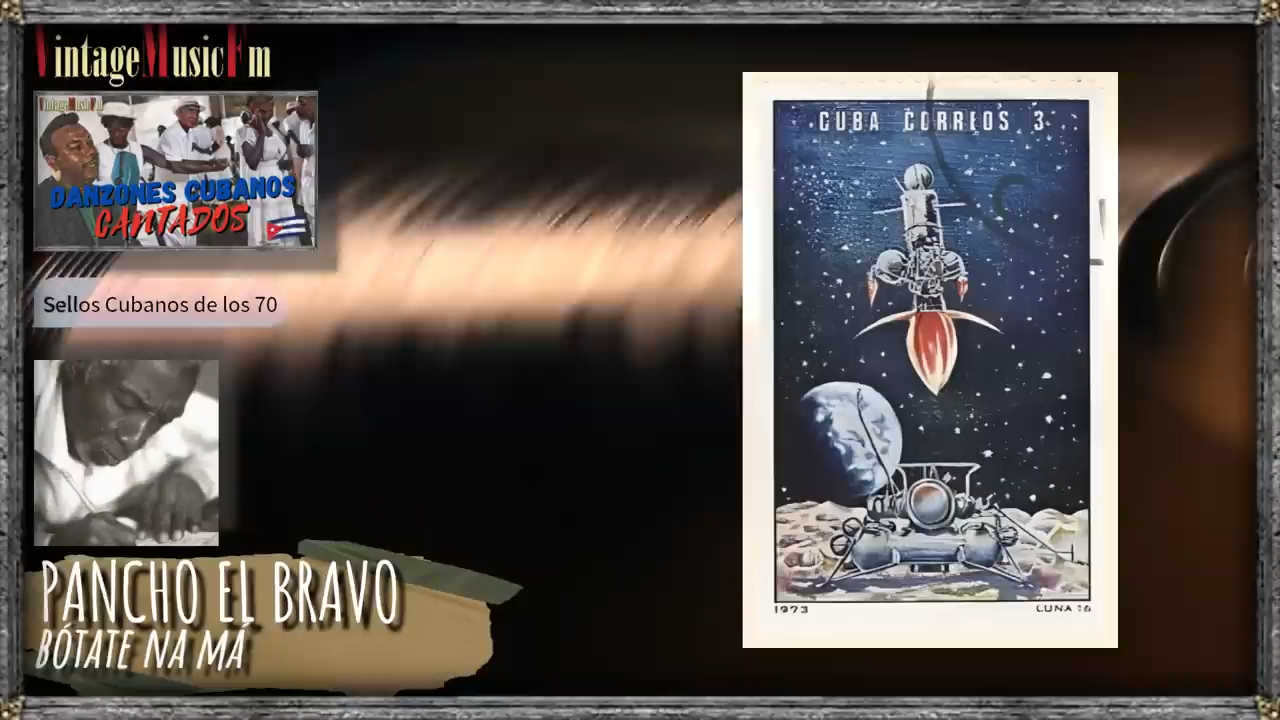 VintageMusicFm
VintageMusicFm
DANZONES CUBANOS
CANTADOS
Sellos Cubanos de los 70
PANCHO EL BRAVO
BÓTATE NA MÁ
CUBA CORREOS 3
1973
LUNA 16